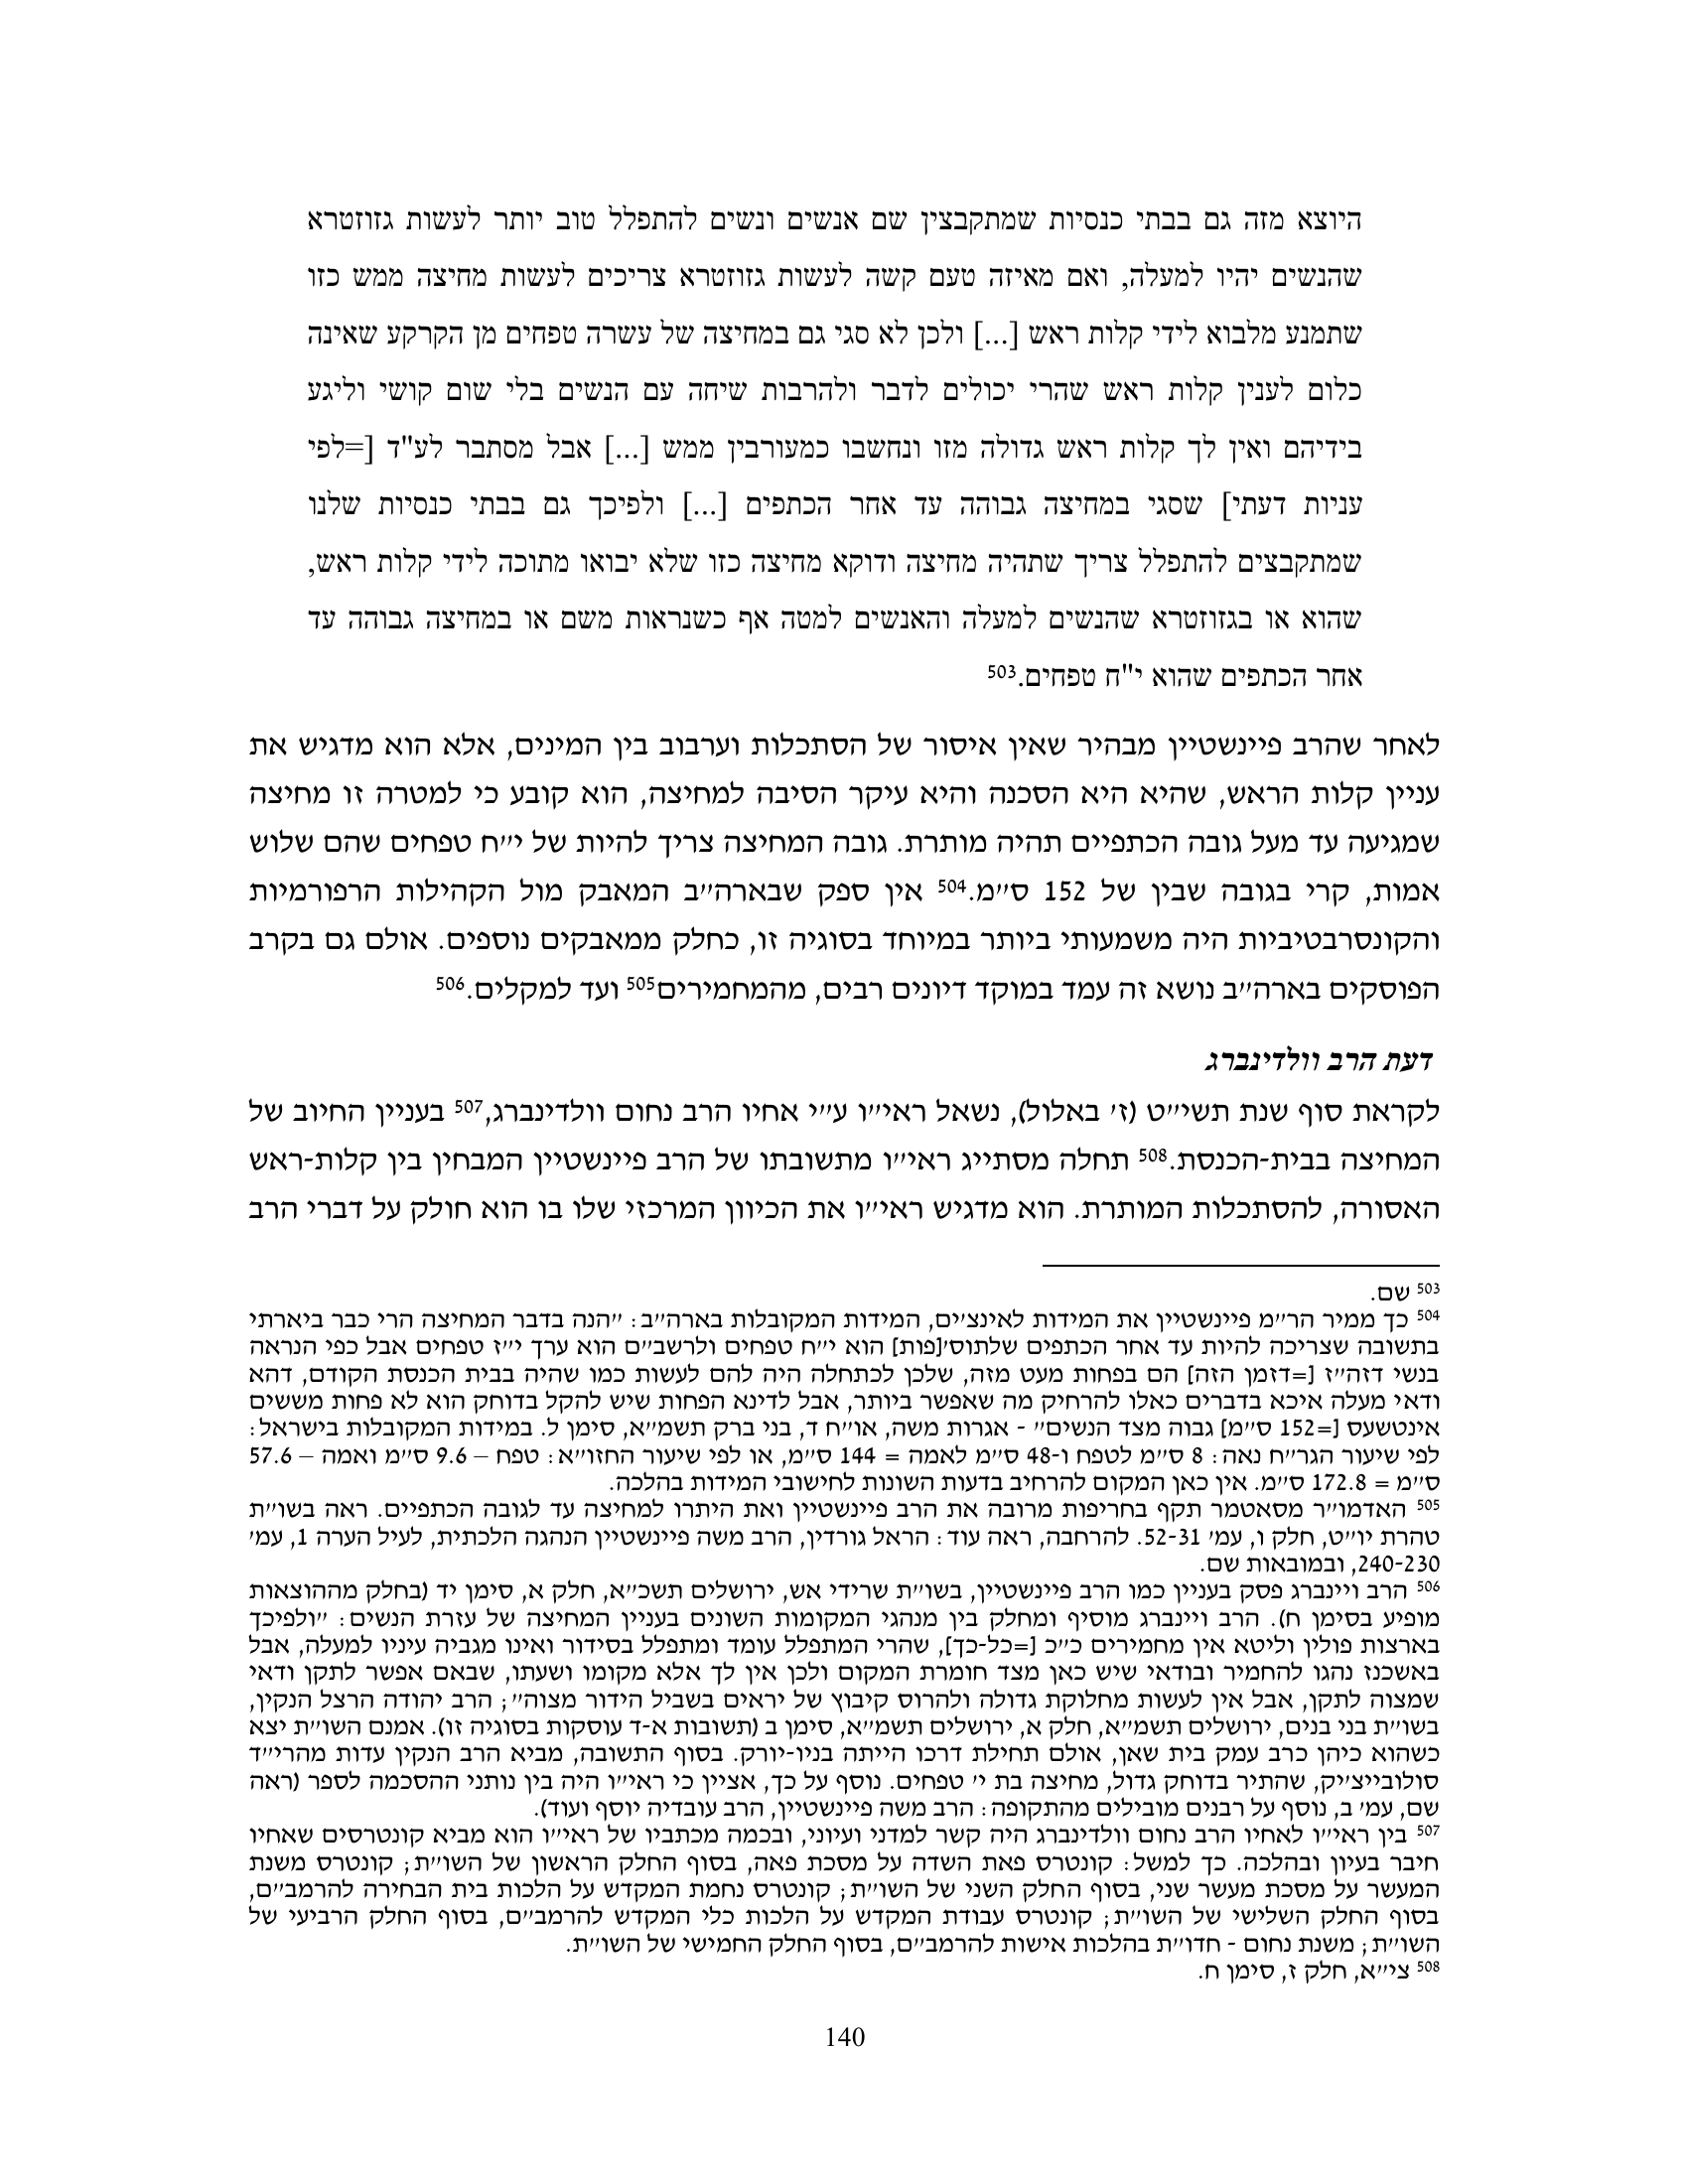 היוצא מזה גם בבתי כנסיות שמתקבצין שם אנשים ונשים להתפלל טוב יותר לעשות גזוזטרא
שהנשים יהיו למעלה, ואם מאיזה טעם קשה לעשות גזוזטרא צריכים לעשות מחיצה ממש כזו
שתמנע מלבוא לידי קלות ראש [...] ולכן לא סגי גם במחיצה של עשרה טפחים מן הקרקע שאינה
כלום לענין קלות ראש שהרי יכולים לדבר ולהרבות שיחה עם הנשים בלי שום קושי וליגע
בידיהם ואין לך קלות ראש גדולה מזו ונחשבו כמעורבין ממש [...] אבל מסתבר לע"ד [=לפי
עניות דעתי] שסגי במחיצה גבוהה עד אחר הכתפים [...] ולפיכך גם בבתי כנסיות שלנו
שמתקבצים להתפלל צריך שתהיה מחיצה ודוקא מחיצה כזו שלא יבואו מתוכה לידי קלות ראש,
שהוא או בגזוזטרא שהנשים למעלה והאנשים למטה אף כשנראות משם או במחיצה גבוהה עד
אחר הכתפים שהוא י"ח טפחים.503
לאחר שהרב פיינשטיין מבהיר שאין איסור של הסתכלות וערבוב בין המינים, אלא הוא מדגיש את
עניין קלות הראש, שהיא היא הסכנה והיא עיקר הסיבה למחיצה, הוא קובע כי למטרה זו מחיצה
שמגיעה עד מעל גובה הכתפיים תהיה מותרת. גובה המחיצה צריך להיות של י״ח טפחים שהם שלוש
אמות, קרי בגובה שבין של 152 ס״מ.504 אין ספק שבארה״ב המאבק מול הקהילות הרפורמיות
והקונסרבטיביות היה משמעותי ביותר במיוחד בסוגיה זו, כחלק ממאבקים נוספים. אולם גם בקרב
הפוסקים בארה״ב נושא זה עמד במוקד דיונים רבים, מהמחמירים505 ועד למקלים.506
דעת הרב וולדינברג
לקראת סוף שנת תשי״ט (ז׳ באלול), נשאל ראי״ו ע״י אחיו הרב נחום וולדינברג,507 בעניין החיוב של
המחיצה בבית-הכנסת.508 תחלה מסתייג ראי״ו מתשובתו של הרב פיינשטיין המבחין בין קלות-ראש
האסורה, להסתכלות המותרת. הוא מדגיש ראי״ו את הכיוון המרכזי שלו בו הוא חולק על דברי הרב
503 שם.
504 כך ממיר הר״מ פיינשטיין את המידות לאינצ׳ים, המידות המקובלות בארה״ב: ״הנה בדבר המחיצה הרי כבר ביארתי
בתשובה שצריכה להיות עד אחר הכתפים שלתוס׳[פות] הוא י״ח טפחים ולרשב״ם הוא ערך י״ז טפחים אבל כפי הנראה
בנשי דזה״ז [=דזמן הזה] הם בפחות מעט מזה, שלכן לכתחלה היה להם לעשות כמו שהיה בבית הכנסת הקודם, דהא
ודאי מעלה איכא בדברים כאלו להרחיק מה שאפשר ביותר, אבל לדינא הפחות שיש להקל בדוחק הוא לא פחות מששים
אינטשעס [=152 ס״מ] גבוה מצד הנשים״ - אגרות משה, או״ח ד, בני ברק תשמ״א, סימן ל. במידות המקובלות בישראל:
לפי שיעור הגר״ח נאה: 8 ס״מ לטפח ו-48 ס״מ לאמה = 144 ס״מ, או לפי שיעור החזו״א: טפח – 9.6 ס״מ ואמה – 57.6
ס״מ = 172.8 ס״מ. אין כאן המקום להרחיב בדעות השונות לחישובי המידות בהלכה.
505 האדמו״ר מסאטמר תקף בחריפות מרובה את הרב פיינשטיין ואת היתרו למחיצה עד לגובה הכתפיים. ראה בשו״ת
טהרת יו״ט, חלק ו, עמ׳ 52-31. להרחבה, ראה עוד: הראל גורדין, הרב משה פיינשטיין הנהגה הלכתית, לעיל הערה 1, עמ׳
240-230, ובמובאות שם.
506 הרב ויינברג פסק בעניין כמו הרב פיינשטיין, בשו״ת שרידי אש, ירושלים תשכ״א, חלק א, סימן יד (בחלק מההוצאות
מופיע בסימן ח). הרב ויינברג מוסיף ומחלק בין מנהגי המקומות השונים בעניין המחיצה של עזרת הנשים: ״ולפיכך
בארצות פולין וליטא אין מחמירים כ״כ [=כל-כך], שהרי המתפלל עומד ומתפלל בסידור ואינו מגביה עיניו למעלה, אבל
באשכנז נהגו להחמיר ובודאי שיש כאן מצד חומרת המקום ולכן אין לך אלא מקומו ושעתו, שבאם אפשר לתקן ודאי
שמצוה לתקן, אבל אין לעשות מחלוקת גדולה ולהרוס קיבוץ של יראים בשביל הידור מצוה״; הרב יהודה הרצל הנקין,
בשו״ת בני בנים, ירושלים תשמ״א, חלק א, ירושלים תשמ״א, סימן ב (תשובות א-ד עוסקות בסוגיה זו). אמנם השו״ת יצא
כשהוא כיהן כרב עמק בית שאן, אולם תחילת דרכו הייתה בניו-יורק. בסוף התשובה, מביא הרב הנקין עדות מהרי״ד
סולובייצ׳יק, שהתיר בדוחק גדול, מחיצה בת י׳ טפחים. נוסף על כך, אציין כי ראי״ו היה בין נותני ההסכמה לספר (ראה
שם, עמ׳ ב, נוסף על רבנים מובילים מהתקופה: הרב משה פיינשטיין, הרב עובדיה יוסף ועוד).
507 בין ראי״ו לאחיו הרב נחום וולדינברג היה קשר למדני ועיוני, ובכמה מכתביו של ראי״ו הוא מביא קונטרסים שאחיו
חיבר בעיון ובהלכה. כך למשל: קונטרס פאת השדה על מסכת פאה, בסוף החלק הראשון של השו״ת; קונטרס משנת
המעשר על מסכת מעשר שני, בסוף החלק השני של השו״ת; קונטרס נחמת המקדש על הלכות בית הבחירה להרמב״ם,
בסוף החלק השלישי של השו״ת; קונטרס עבודת המקדש על הלכות כלי המקדש להרמב״ם, בסוף החלק הרביעי של
השו״ת; משנת נחום - חדו״ת בהלכות אישות להרמב״ם, בסוף החלק החמישי של השו״ת.
508 צי״א, חלק ז, סימן ח.
140